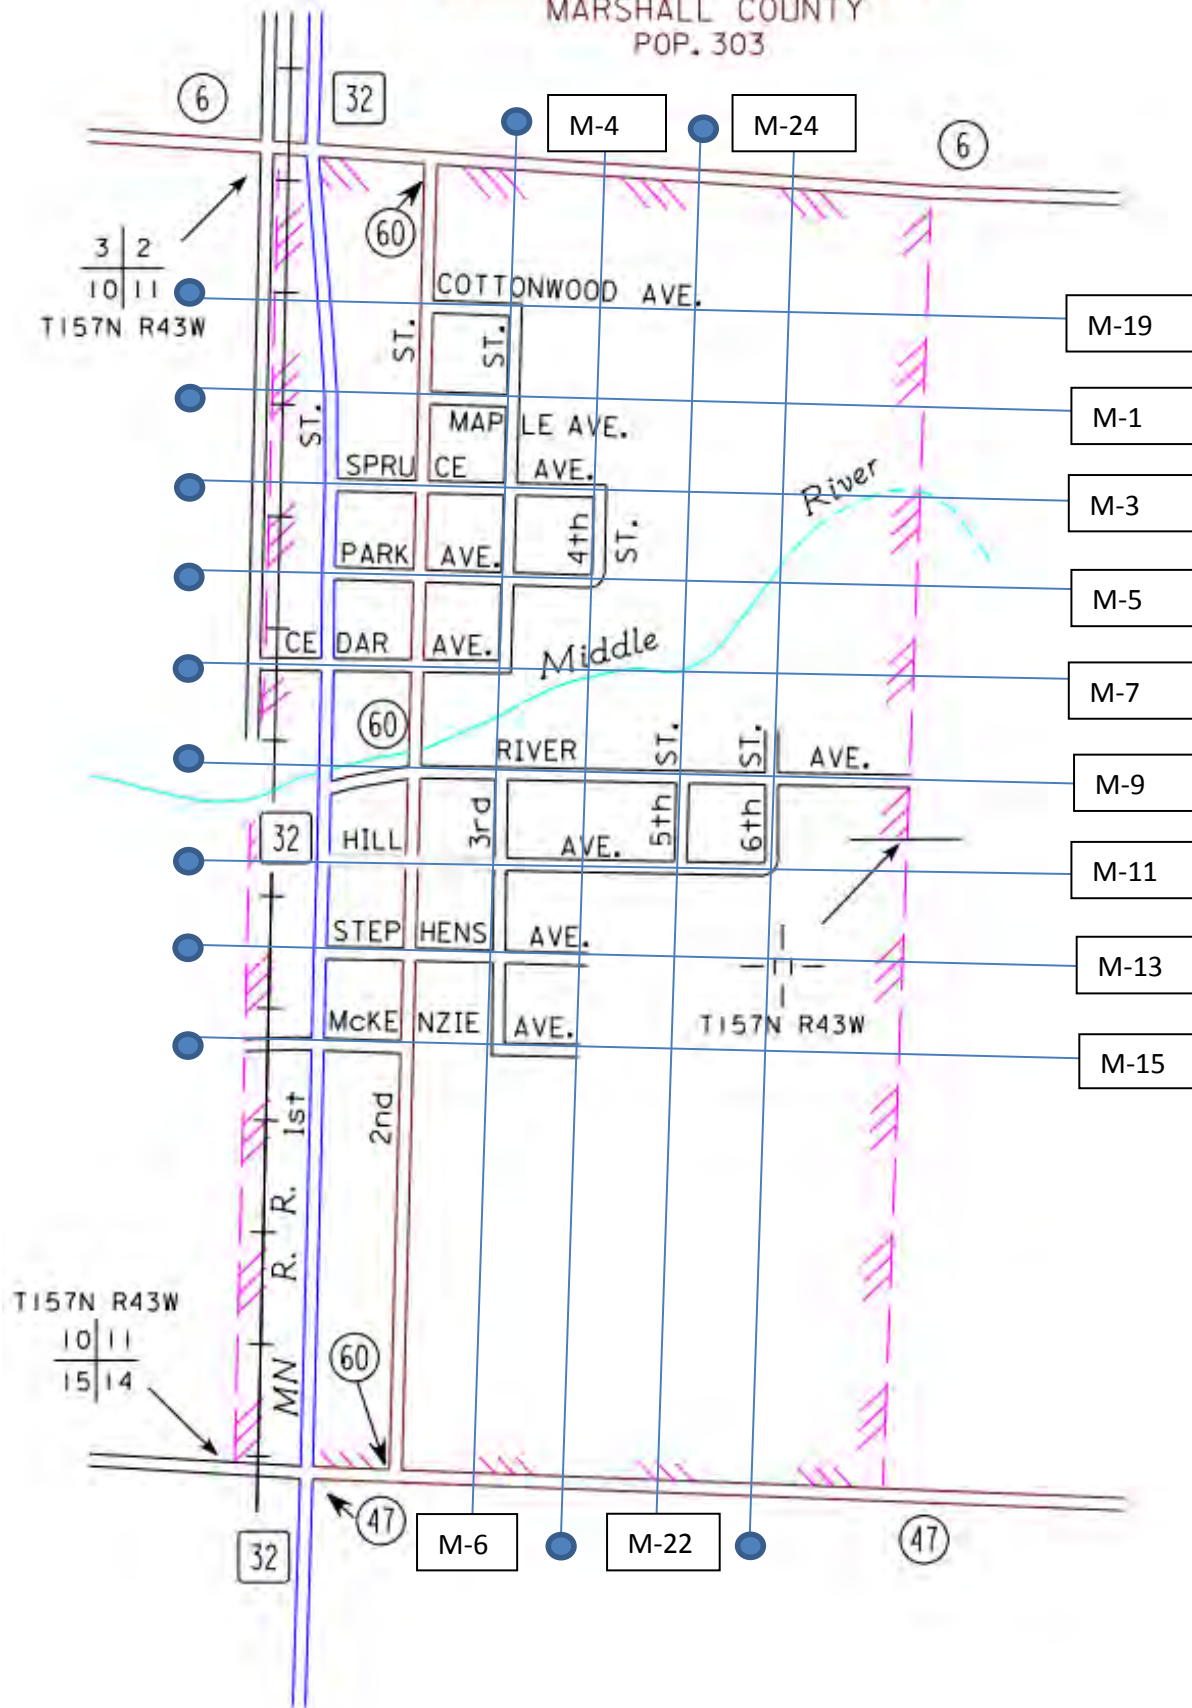 MARSHALL COUNTY
POP. 303
6
32
M-4
M-24
6
60
3 2
10 11
T157N R43W
COTTONWOOD AVE.
M-19
ST.
ST.
M-1
ST.
MAPLE AVE.
SPRUCE AVE.
River
M-3
PARK AVE.
4th
ST.
M-5
CEDAR AVE.
Middle
M-7
60
RIVER
ST.
ST.
AVE.
M-9
32
HILL
3rd
AVE.
5th
6th
M-11
STEPHENS AVE.
M-13
McKENZIE AVE.
T157N R43W
M-15
1st
2nd
R.
R.
MN
T157N R43W
10 11
15 14
60
47
M-6
M-22
47
32